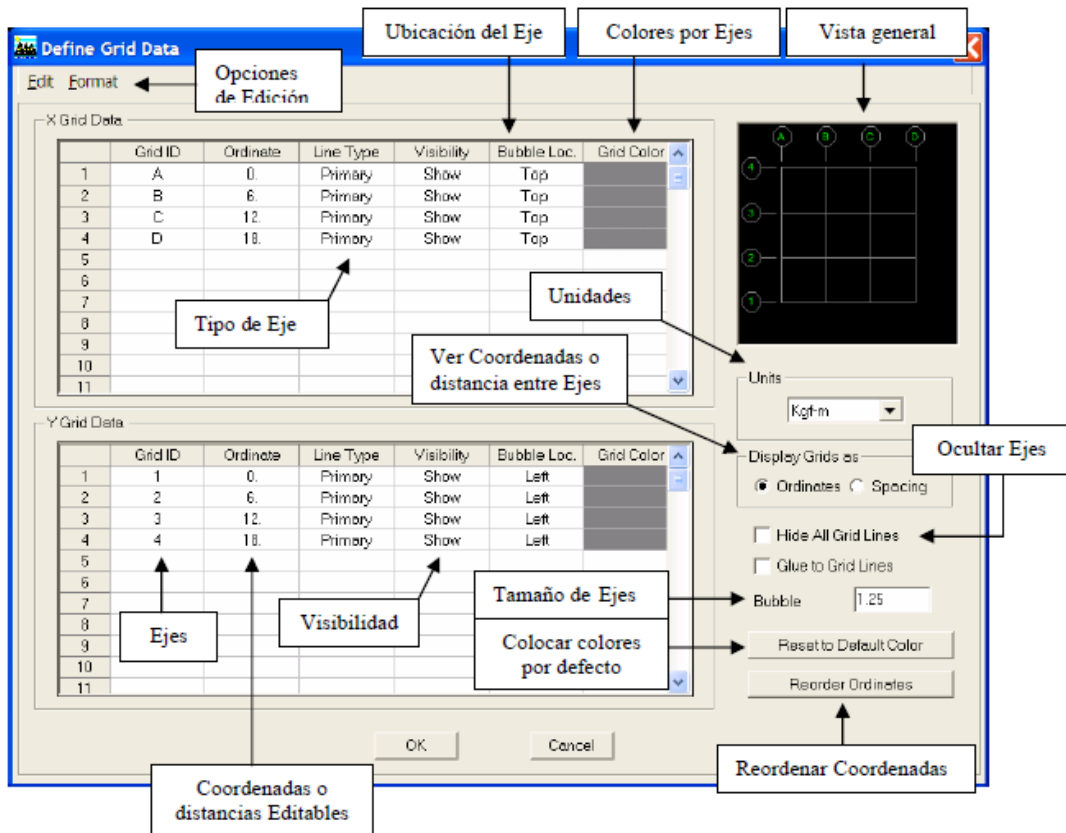 Ubicación del Eje
Colores por Ejes
Vista general
Define Grid Data
Edit Format
Opciones
de Edición
X Grid Data
Grid ID Ordinate Line Type Visibility Bubble Loc. Grid Color
1 A 0. Primary Show Top
2 B 6. Primary Show Top
3 C 12. Primary Show Top
4 D 18. Primary Show Top
5
6
7
8
9
10
11
A B C D
4
3
2
1
Tipo de Eje
Unidades
Ver Coordenadas o
distancia entre Ejes
Units
Kgf-m
Y Grid Data
Grid ID Ordinate Line Type Visibility Bubble Loc. Grid Color
1 1 0. Primary Show Left
2 2 6. Primary Show Left
3 3 12. Primary Show Left
4 4 18. Primary Show Left
5
6
7
8
9
10
11
Display Grids as
Ordinates Spacing
Ocultar Ejes
Hide All Grid Lines
Glue to Grid Lines
Bubble 1.25
Tamaño de Ejes
Colocar colores
por defecto
Ejes
Visibilidad
Reset to Default Color
Reorder Ordinates
OK Cancel
Reordenar Coordenadas
Coordenadas o
distancias Editables